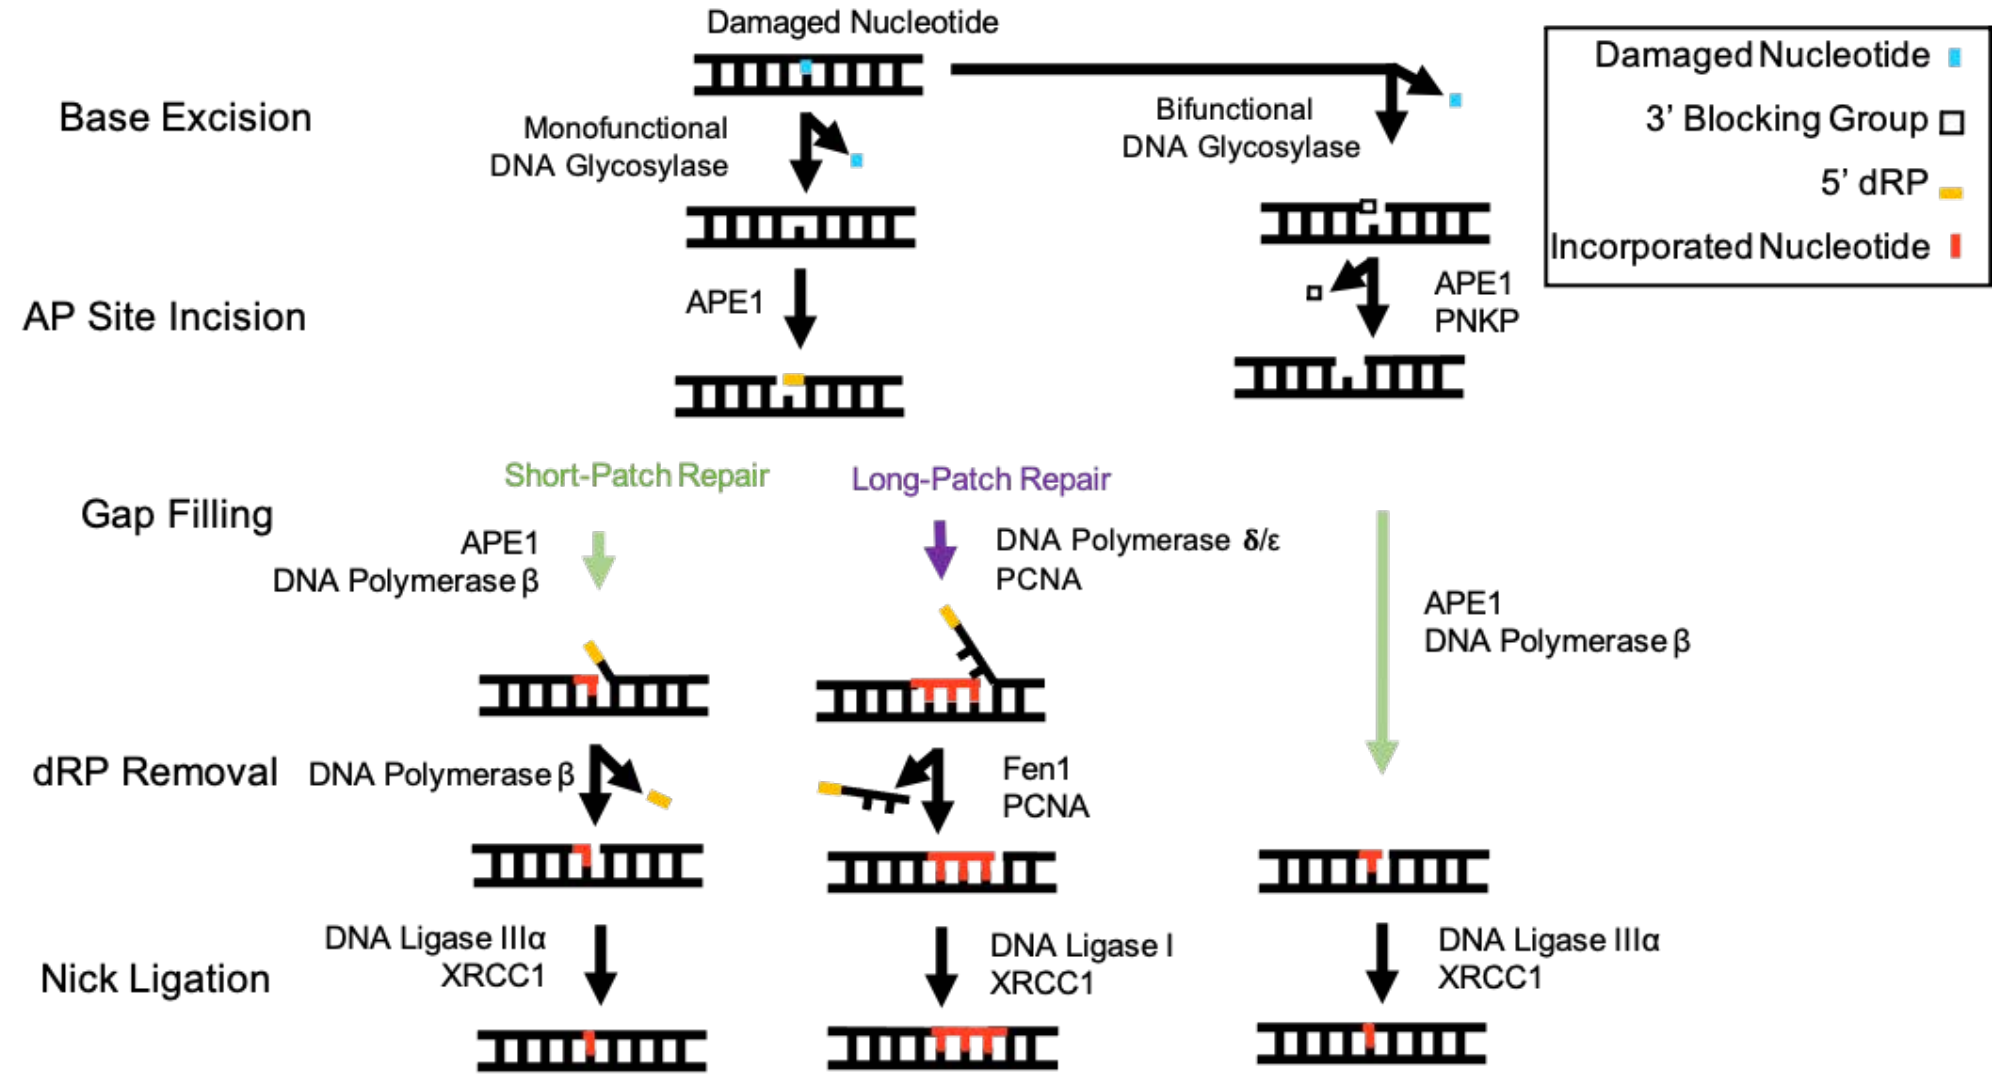 Damaged Nucleotide
Base Excision
Monofunctional
DNA Glycosylase
Bifunctional
DNA Glycosylase
Damaged Nucleotide
3’ Blocking Group
5’ dRP
Incorporated Nucleotide
AP Site Incision
APE1
APE1
PNKP
Short-Patch Repair
Long-Patch Repair
Gap Filling
APE1
DNA Polymerase β
DNA Polymerase δ/ε
PCNA
APE1
DNA Polymerase β
dRP Removal
DNA Polymerase β
Fen1
PCNA
Nick Ligation
DNA Ligase IIIα
XRCC1
DNA Ligase I
XRCC1
DNA Ligase IIIα
XRCC1